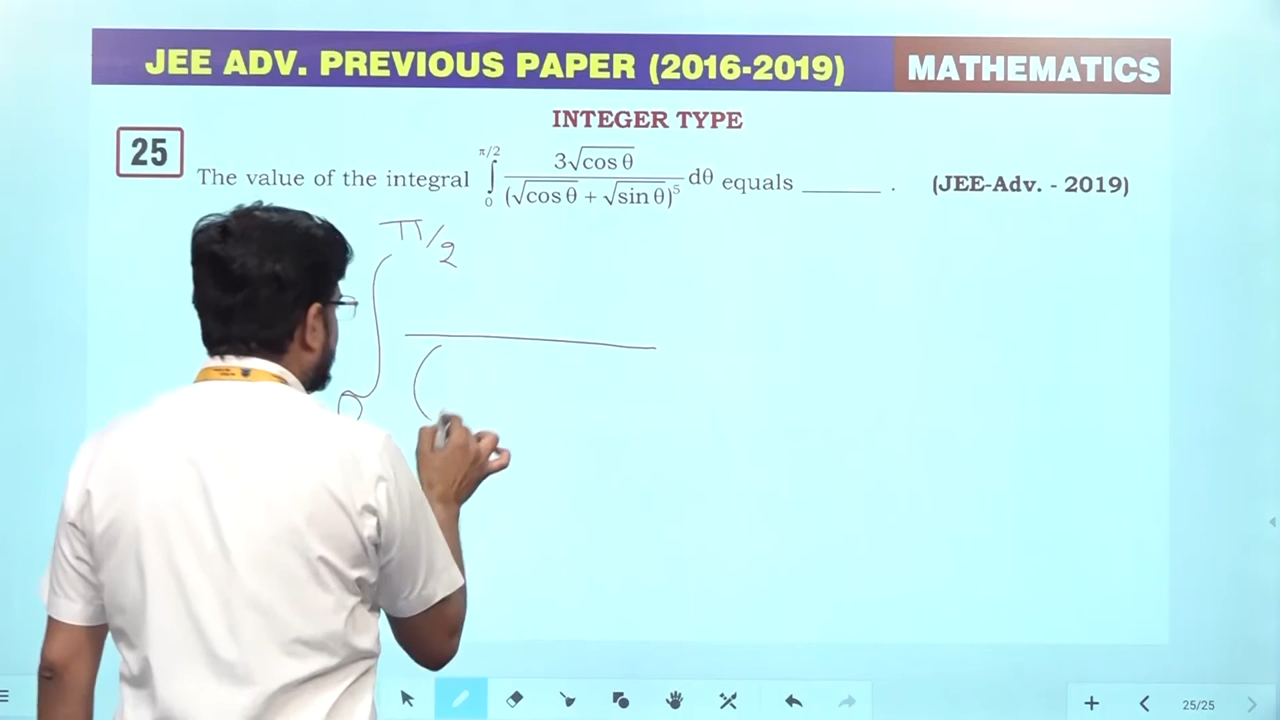 JEE ADV. PREVIOUS PAPER (2016-2019) MATHEMATICS
INTEGER TYPE
25 The value of the integral ∫₀^{π/2} 3√cos θ / (√cos θ + √sin θ)⁵ dθ equals ______ . (JEE-Adv. - 2019)
π/2
∫
0
(
25/25